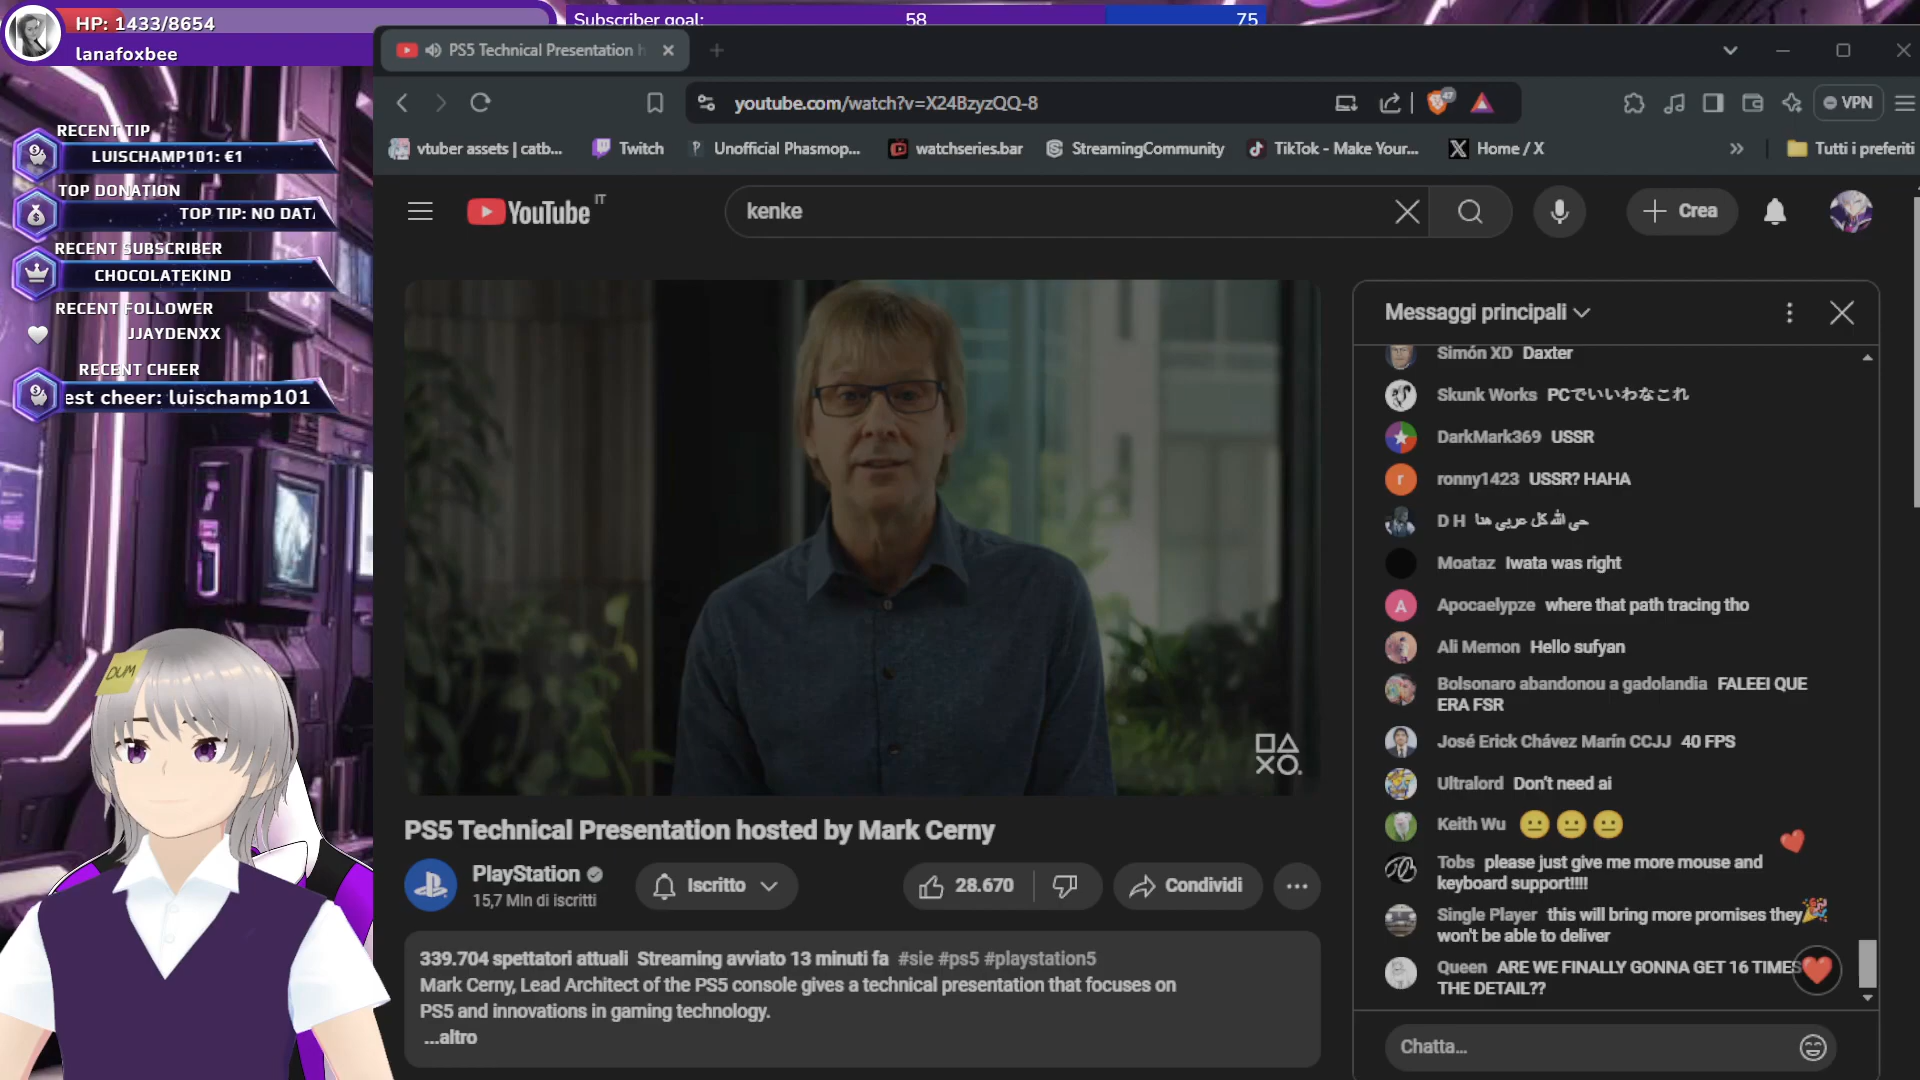 HP: 1433/8654
lanafoxbee
Subscriber goal: 58 75
RECENT TIP
LUISCHAMP101: €1
TOP DONATION
TOP TIP: NO DAT
RECENT SUBSCRIBER
CHOCOLATEKIND
RECENT FOLLOWER
JJAYDENXX
RECENT CHEER
est cheer: luischamp101
DUM
PS5 Technical Presentation h
youtube.com/watch?v=X24BzyzQQ-8
47
VPN
vtuber assets | catb...
Twitch
Unofficial Phasmop...
watchseries.bar
StreamingCommunity
TikTok - Make Your...
Home / X
Tutti i preferiti
YouTube IT
kenke
Crea
PS5 Technical Presentation hosted by Mark Cerny
PlayStation
15,7 Mln di iscritti
Iscritto
28.670
Condividi
339.704 spettatori attuali Streaming avviato 13 minuti fa #sie #ps5 #playstation5
Mark Cerny, Lead Architect of the PS5 console gives a technical presentation that focuses on
PS5 and innovations in gaming technology.
...altro
Messaggi principali
Simón XD Daxter
Skunk Works PCでいいわなこれ
DarkMark369 USSR
r
ronny1423 USSR? HAHA
D H حي الله كل عربي هنا
Moataz Iwata was right
A
Apocaelypze where that path tracing tho
Ali Memon Hello sufyan
Bolsonaro abandonou a gadolandia FALEEI QUE
ERA FSR
José Erick Chávez Marín CCJJ 40 FPS
Ultralord Don't need ai
Keith Wu 😐 😐 😐
Tobs please just give me more mouse and
keyboard support!!!!
Single Player this will bring more promises they
won't be able to deliver
Queen ARE WE FINALLY GONNA GET 16 TIMES
THE DETAIL??
Chatta...